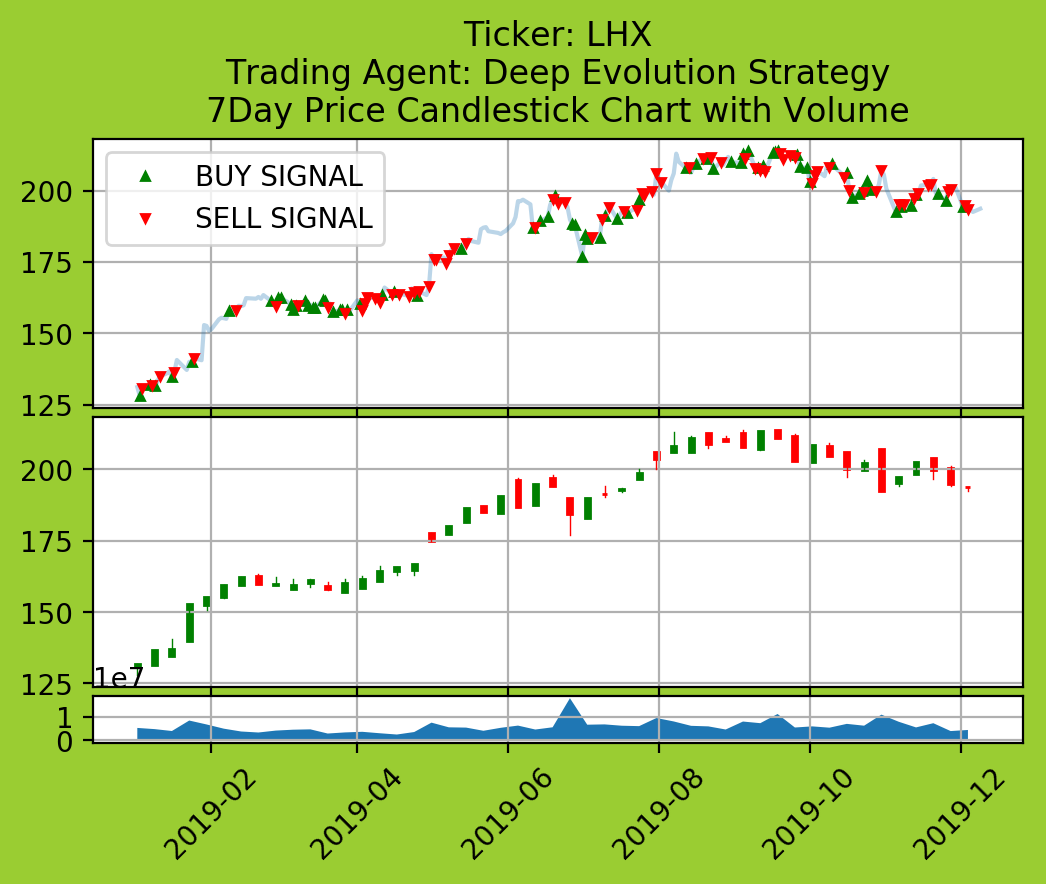 Ticker: LHX
Trading Agent: Deep Evolution Strategy
7Day Price Candlestick Chart with Volume
BUY SIGNAL
SELL SIGNAL
200
175
150
125
200
175
150
125
1e7
1
0
2019-02
2019-04
2019-06
2019-08
2019-10
2019-12